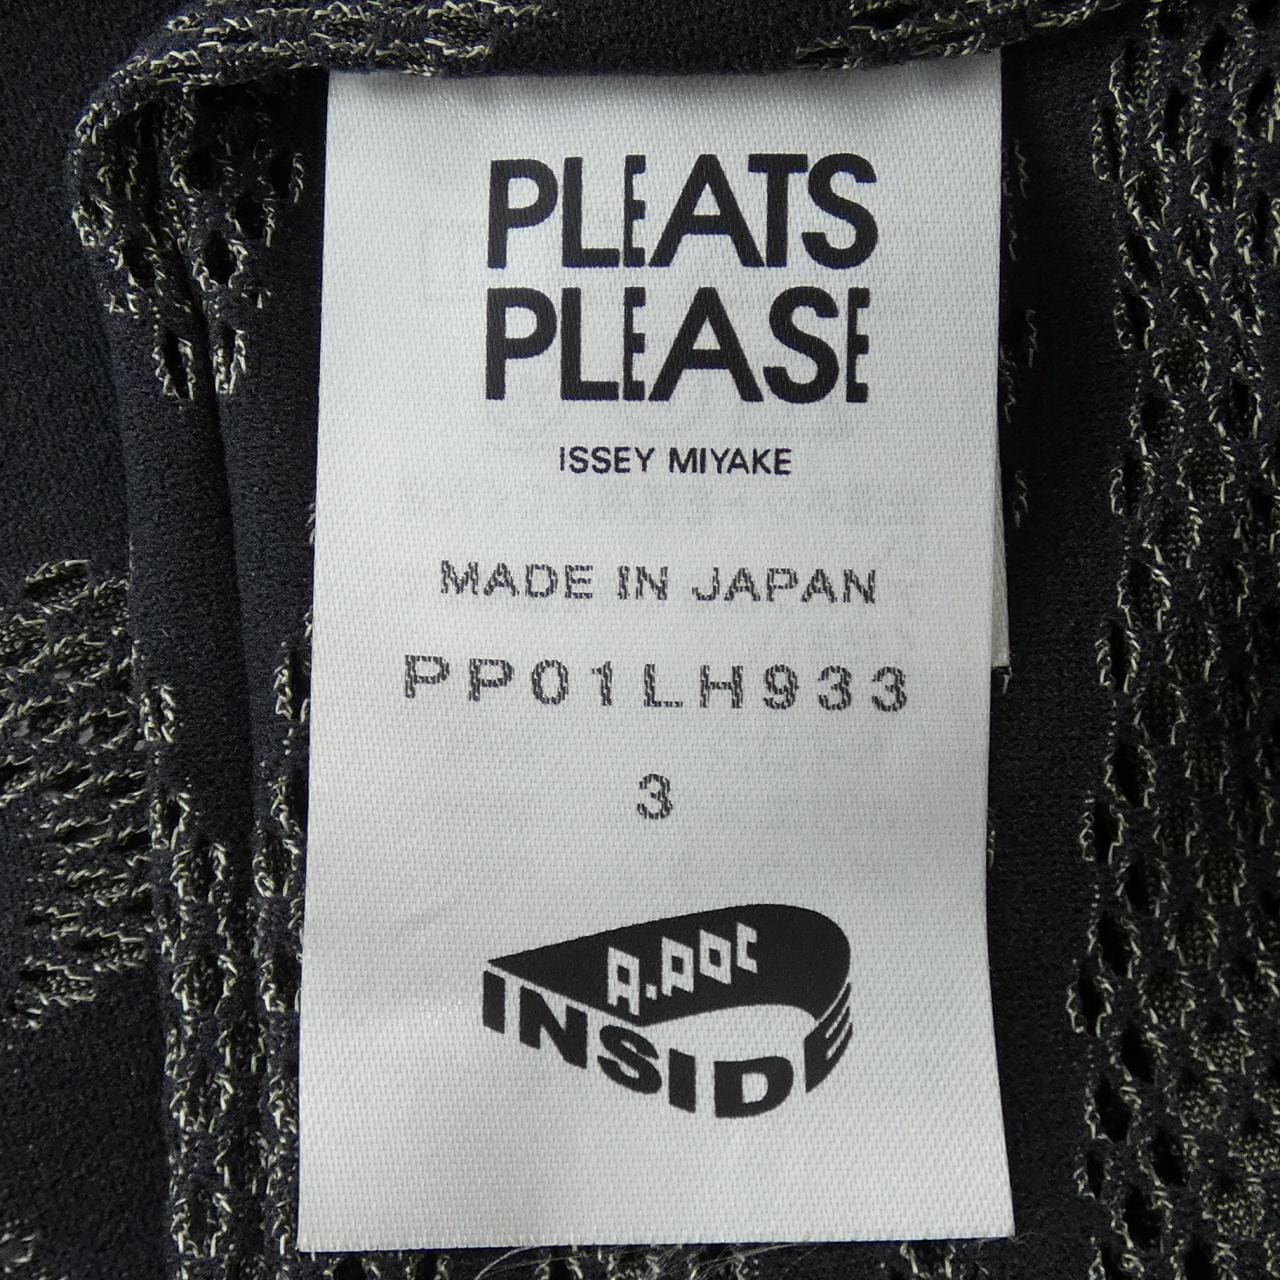 PLEATS
PLEASE
ISSEY MIYAKE
MADE IN JAPAN
PP01LH933
3
A.POC
INSIDE